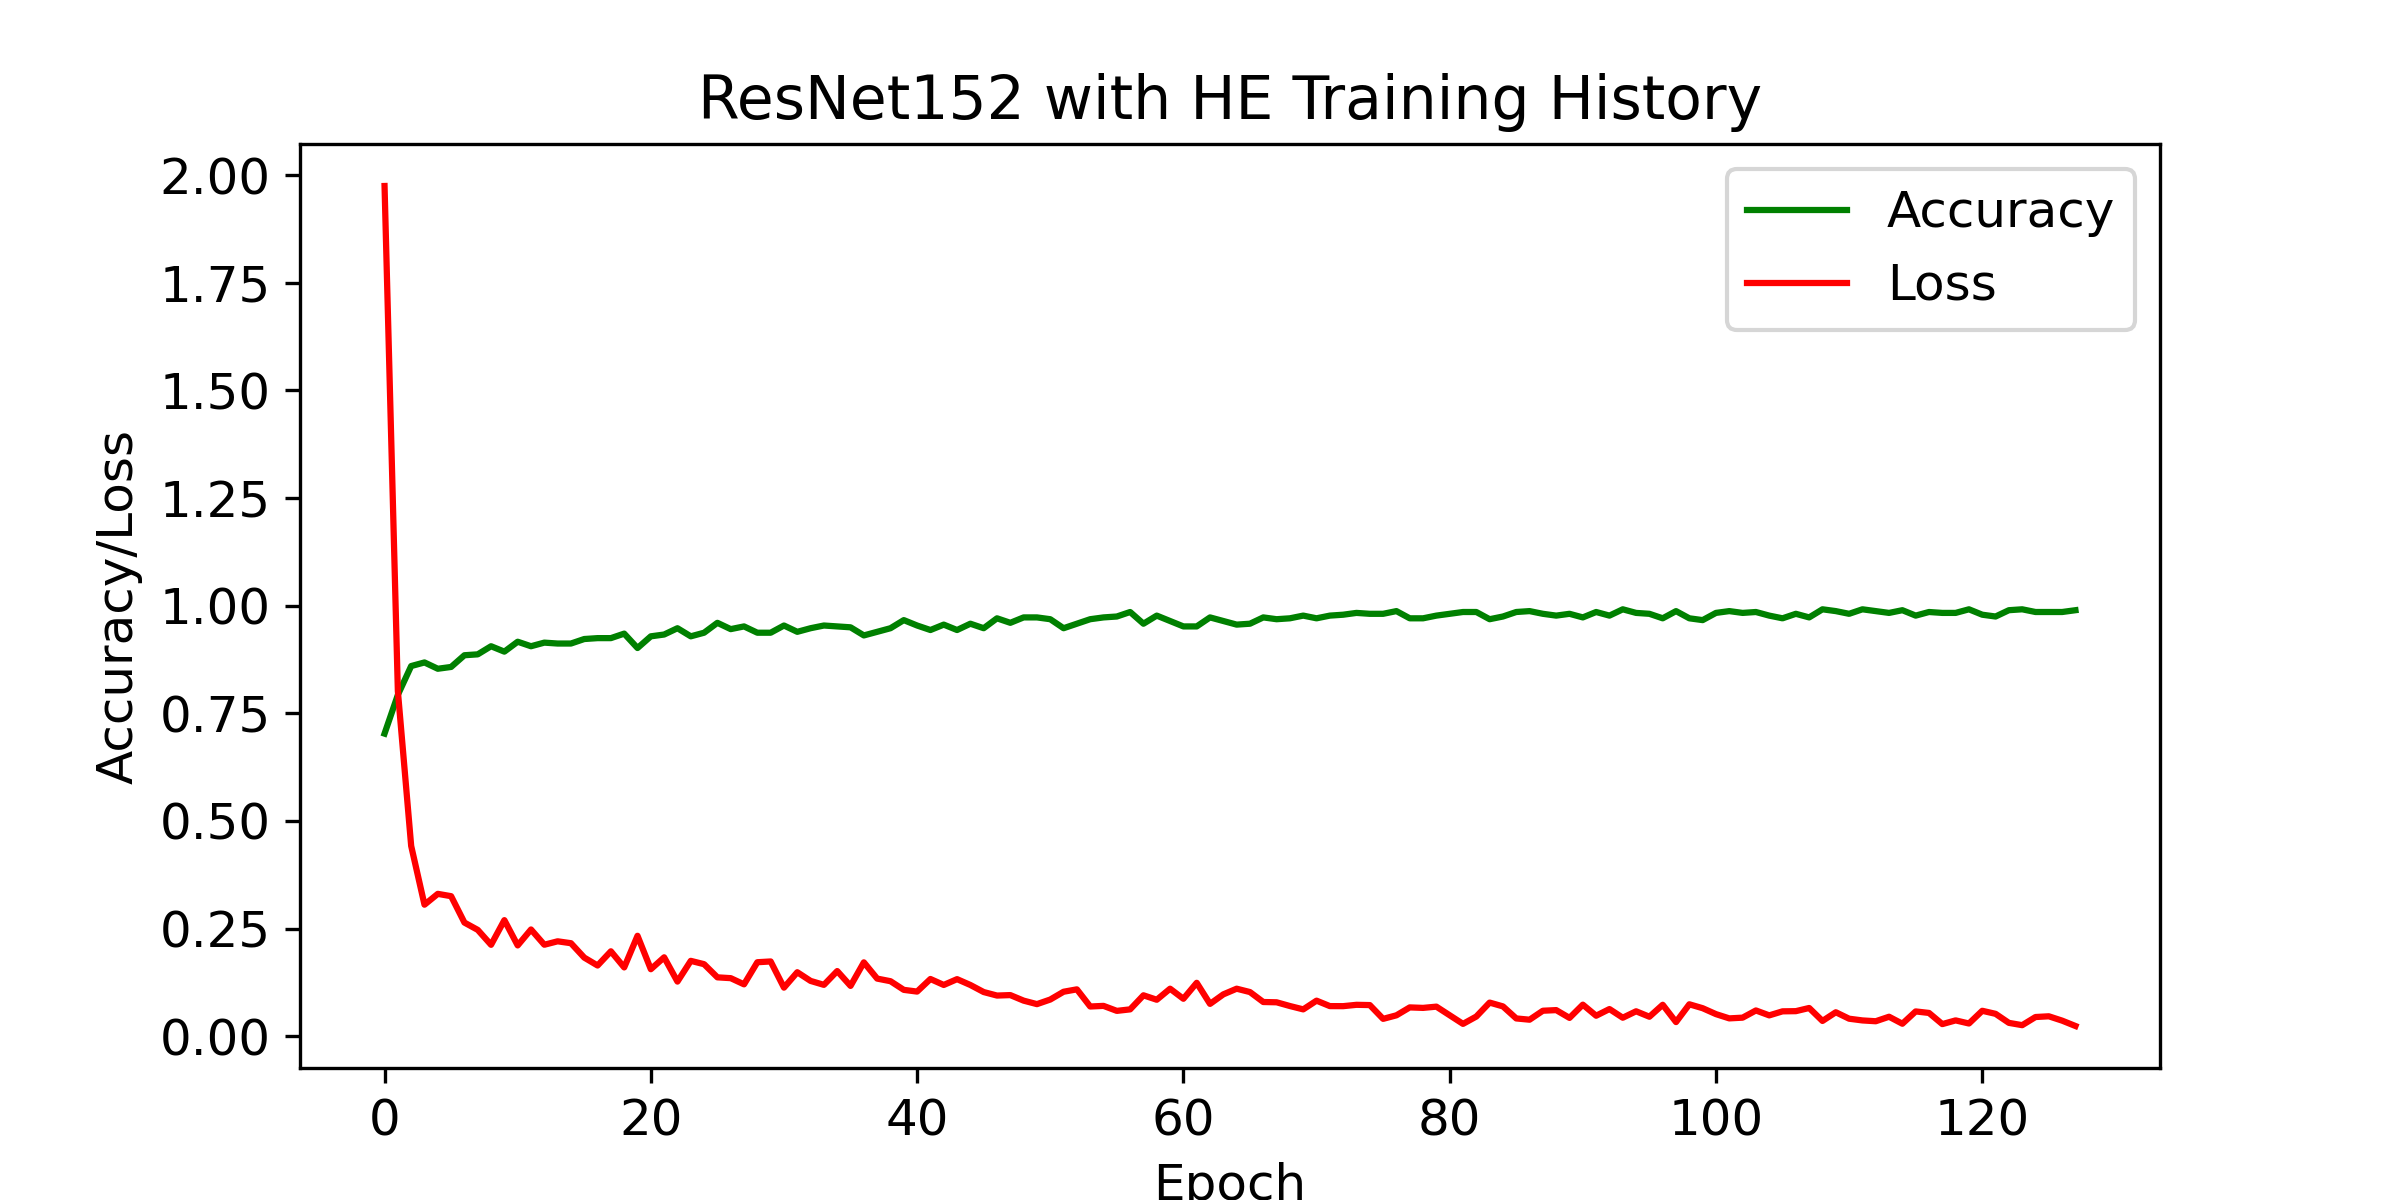 ResNet152 with HE Training History
Accuracy
Loss
Accuracy/Loss
2.00
1.75
1.50
1.25
1.00
0.75
0.50
0.25
0.00
0 20 40 60 80 100 120
Epoch